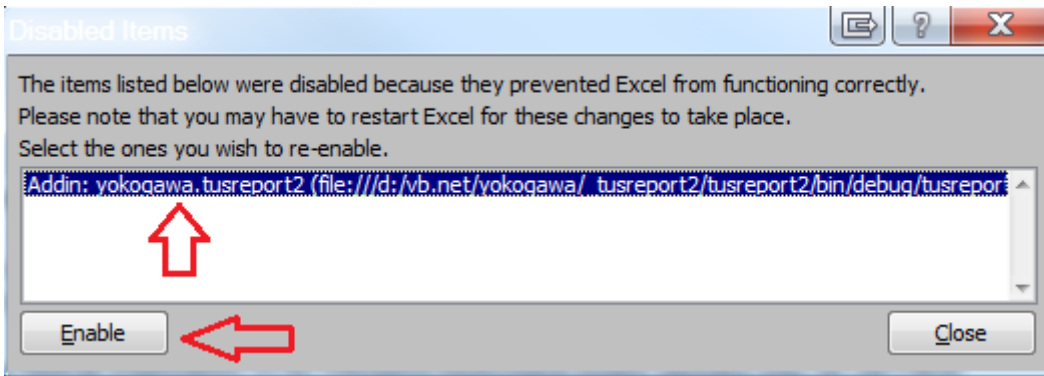 Disabled Items
The items listed below were disabled because they prevented Excel from functioning correctly.
Please note that you may have to restart Excel for these changes to take place.
Select the ones you wish to re-enable.
Addin: yokogawa.tusreport2 (file:///d:/vb.net/yokogawa/_tusreport2/tusreport2/bin/debug/tusrepor
Enable
Close